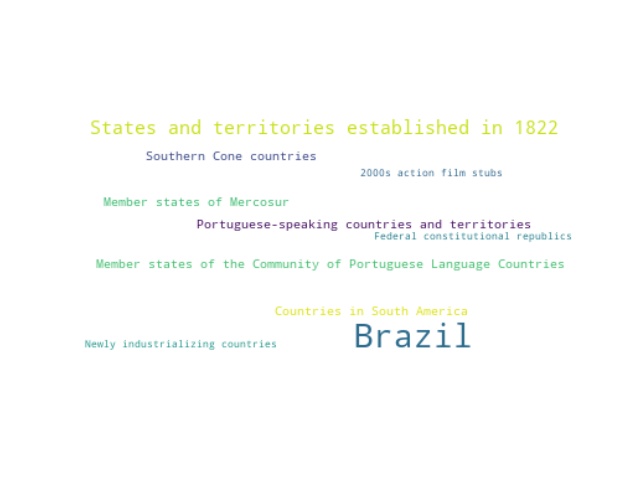 States and territories established in 1822
Southern Cone countries
2000s action film stubs
Member states of Mercosur
Portuguese-speaking countries and territories
Federal constitutional republics
Member states of the Community of Portuguese Language Countries
Countries in South America
Brazil
Newly industrializing countries